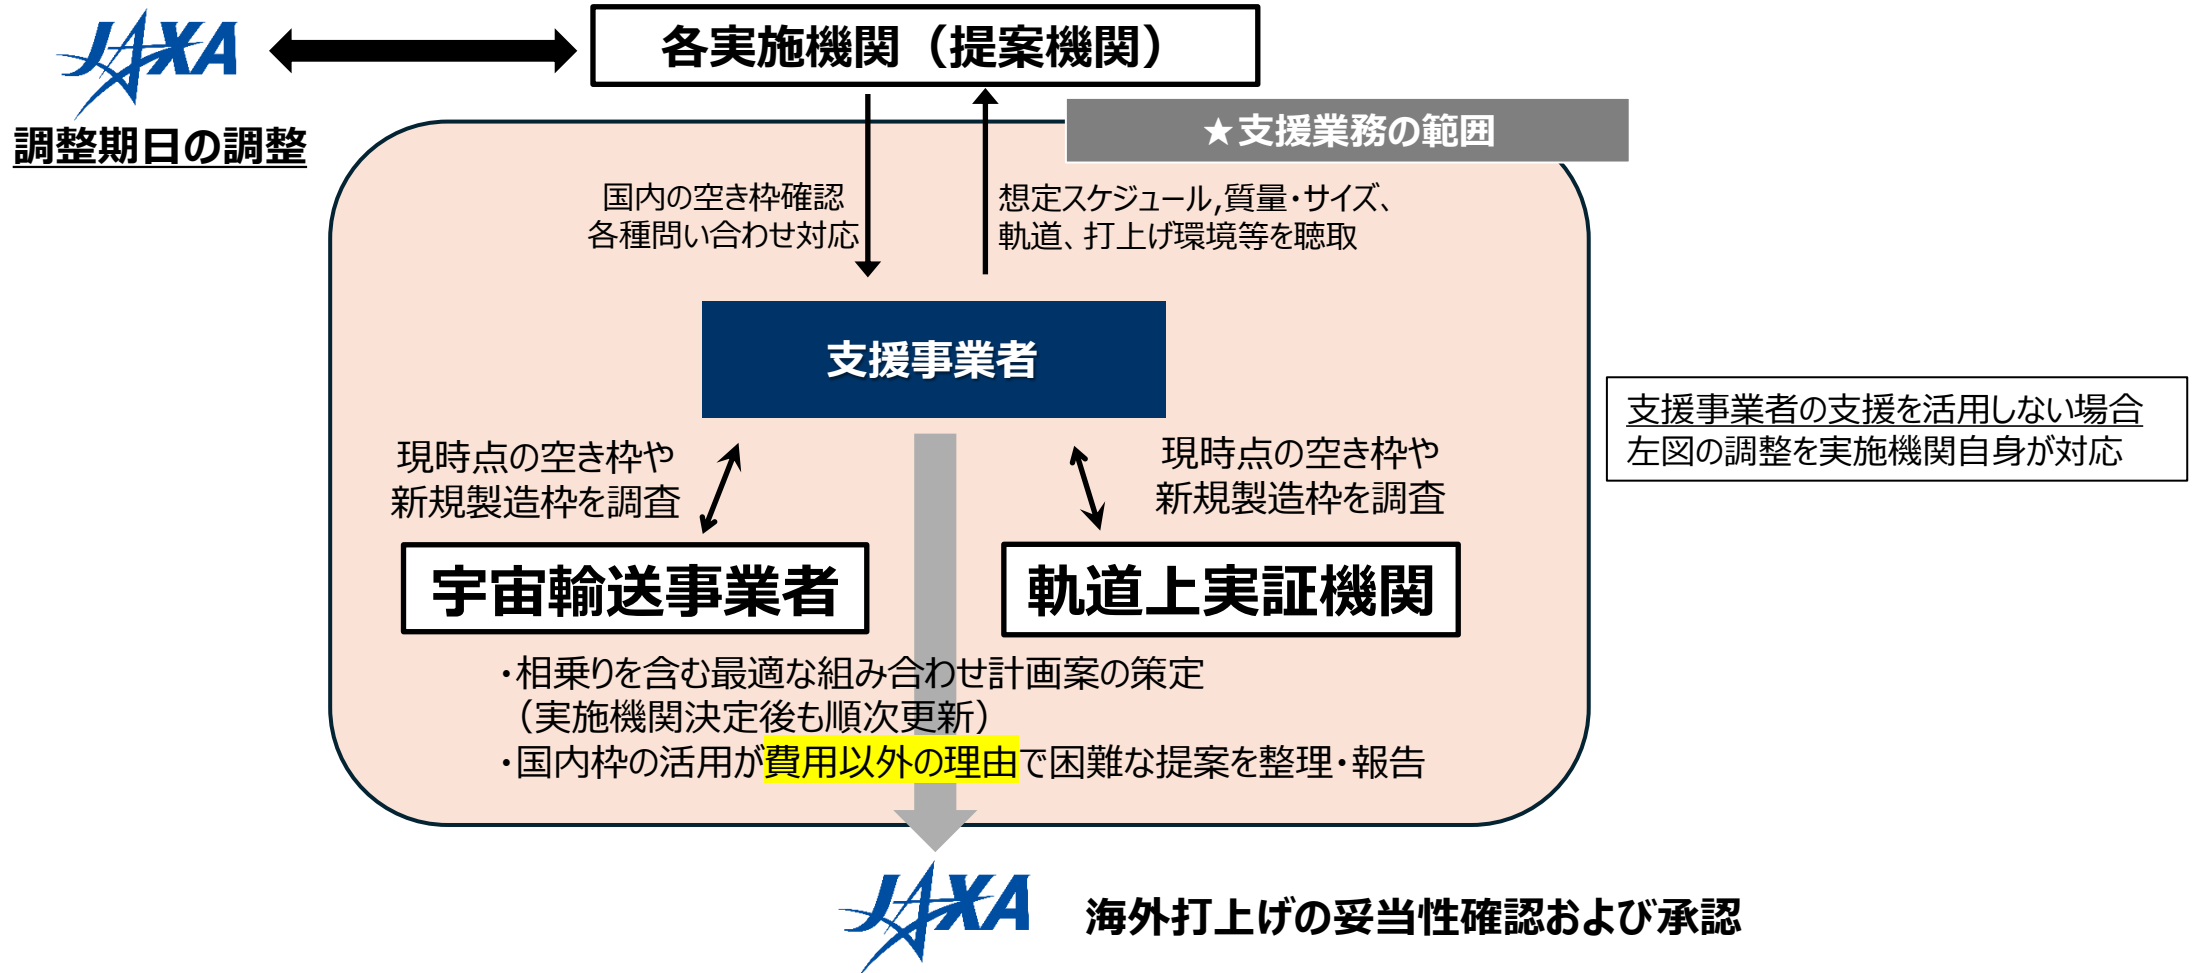 JAXA
各実施機関（提案機関）
調整期日の調整
★支援業務の範囲
国内の空き枠確認
各種問い合わせ対応
想定スケジュール,質量・サイズ、
軌道、打上げ環境等を聴取
支援事業者
支援事業者の支援を活用しない場合
左図の調整を実施機関自身が対応
現時点の空き枠や
新規製造枠を調査
現時点の空き枠や
新規製造枠を調査
宇宙輸送事業者
軌道上実証機関
・相乗りを含む最適な組み合わせ計画案の策定
（実施機関決定後も順次更新）
・国内枠の活用が費用以外の理由で困難な提案を整理・報告
JAXA
海外打上げの妥当性確認および承認